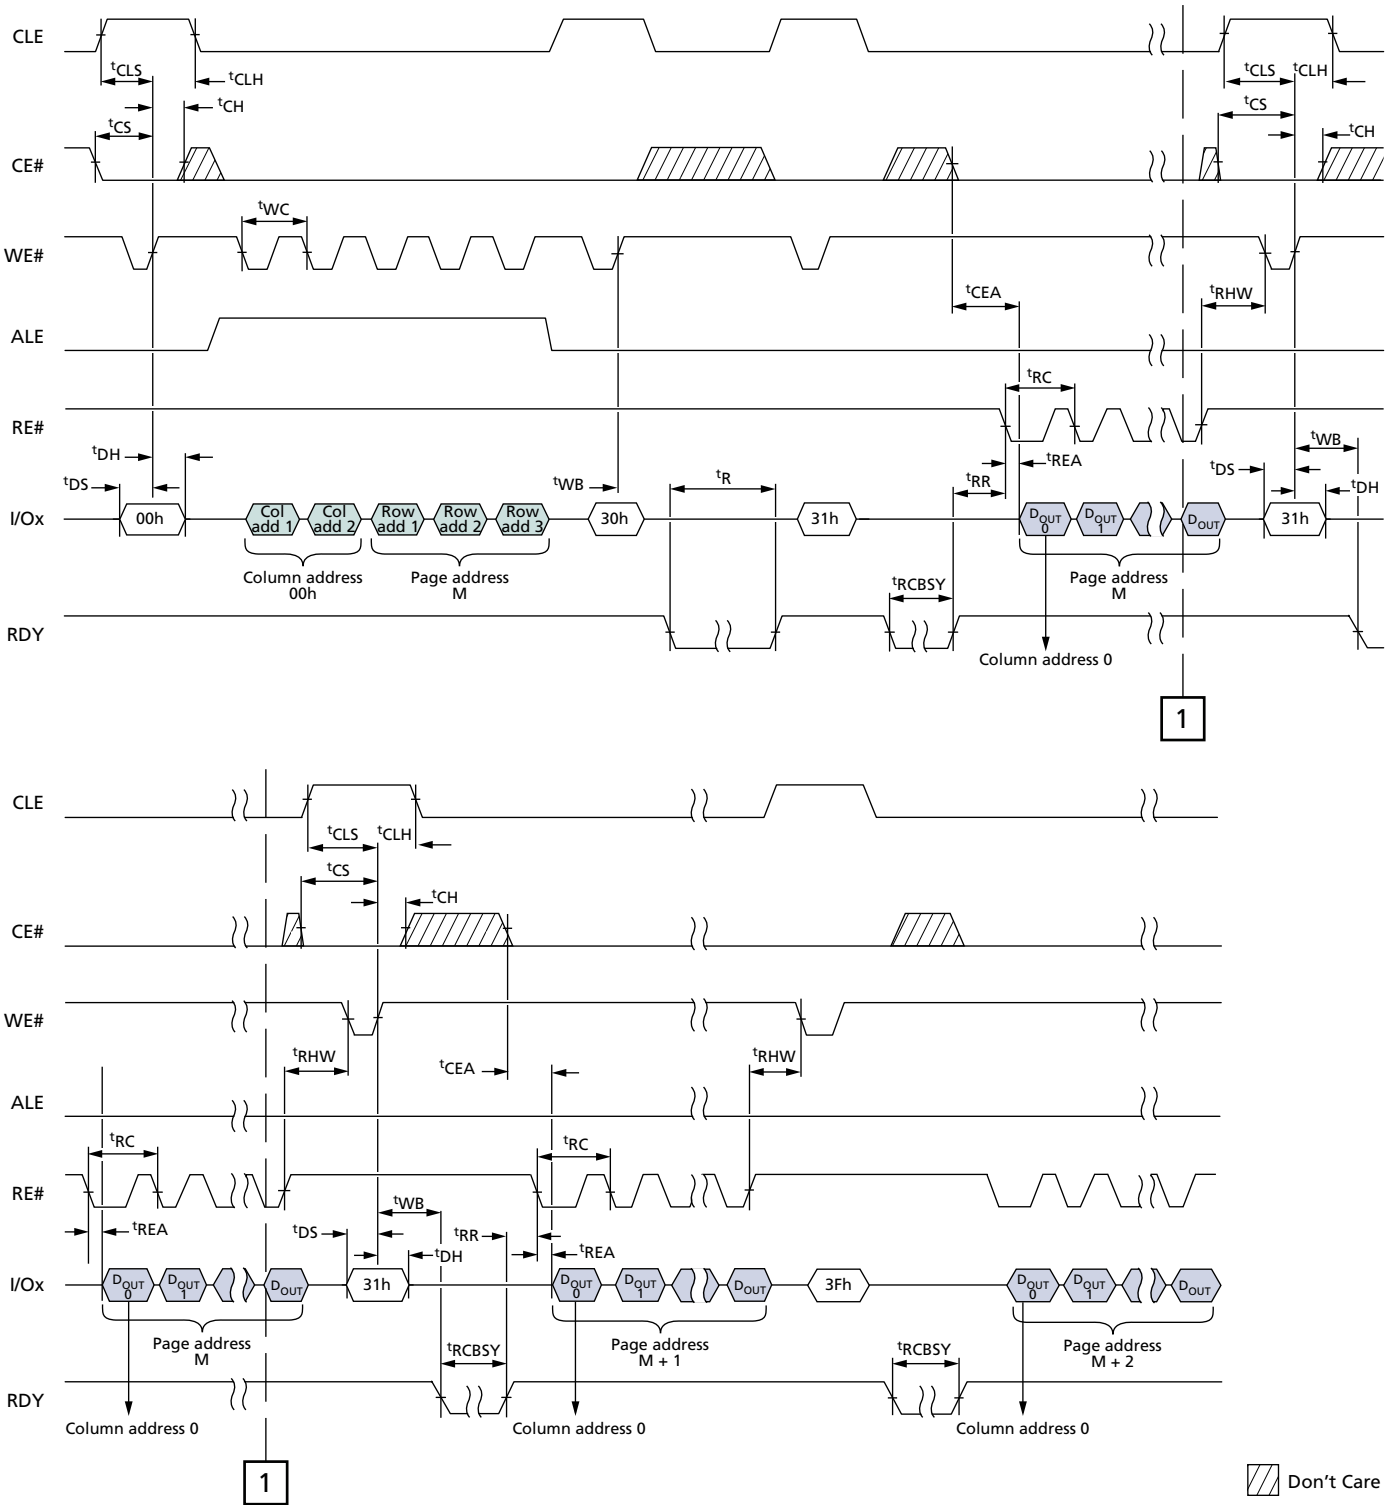 CLE
tCLS
tCLH
tCLS
tCLH
tCH
tCS
tCS
tCH
CE#
tWC
WE#
tCEA
tRHW
ALE
tRC
RE#
tDH
tREA
tWB
tDS
tWB
tR
tRR
tDS
tDH
I/Ox
00h
Col add 1
Col add 2
Row add 1
Row add 2
Row add 3
30h
31h
DOUT 0
DOUT 1
DOUT
31h
Column address 00h
Page address M
tRCBSY
Page address M
RDY
Column address 0
1
CLE
tCLS
tCLH
tCS
tCH
CE#
WE#
tRHW
tCEA
tRHW
ALE
tRC
tRC
RE#
tREA
tWB
tDS
tRR
tDH
tREA
I/Ox
DOUT 0
DOUT 1
DOUT
31h
DOUT 0
DOUT 1
DOUT
3Fh
DOUT 0
DOUT 1
DOUT
Page address M
tRCBSY
Page address M + 1
tRCBSY
Page address M + 2
RDY
Column address 0
Column address 0
Column address 0
1
Don't Care